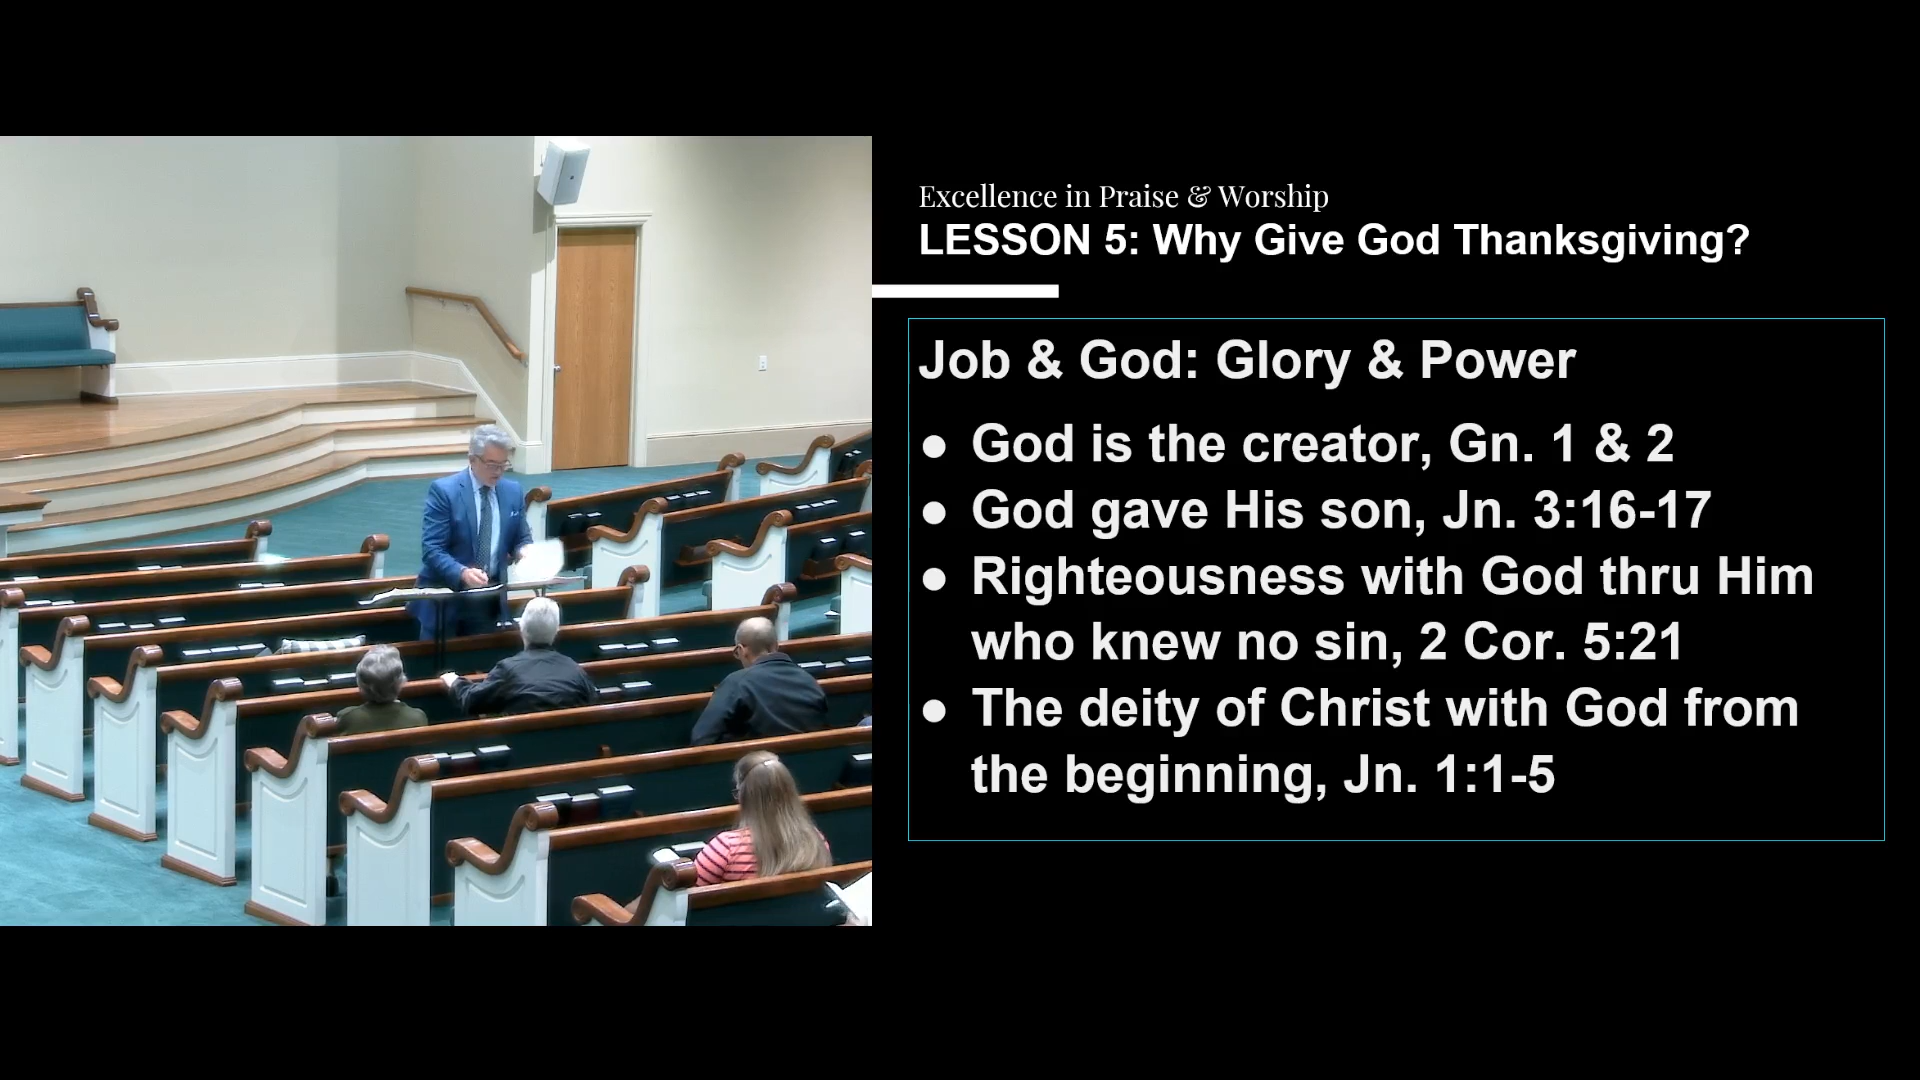 Excellence in Praise & Worship
LESSON 5: Why Give God Thanksgiving?
Job & God: Glory & Power
● God is the creator, Gn. 1 & 2
● God gave His son, Jn. 3:16-17
● Righteousness with God thru Him
who knew no sin, 2 Cor. 5:21
● The deity of Christ with God from
the beginning, Jn. 1:1-5